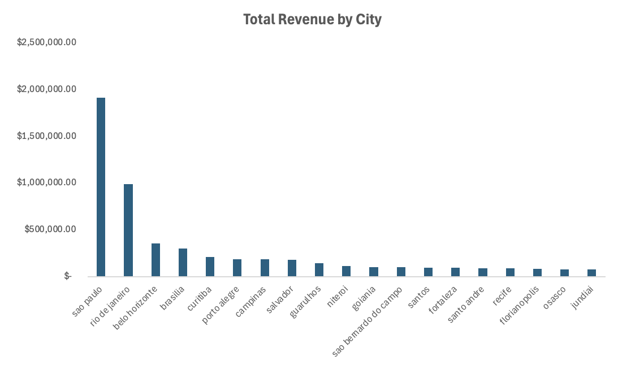 Total Revenue by City
$2,500,000.00
$2,000,000.00
$1,500,000.00
$1,000,000.00
$500,000.00
$-
sao paulo
rio de janeiro
belo horizonte
brasilia
curitiba
porto alegre
campinas
salvador
guarulhos
niteroi
goiania
sao bernardo do campo
santos
fortaleza
santo andre
recife
florianopolis
osasco
jundiai